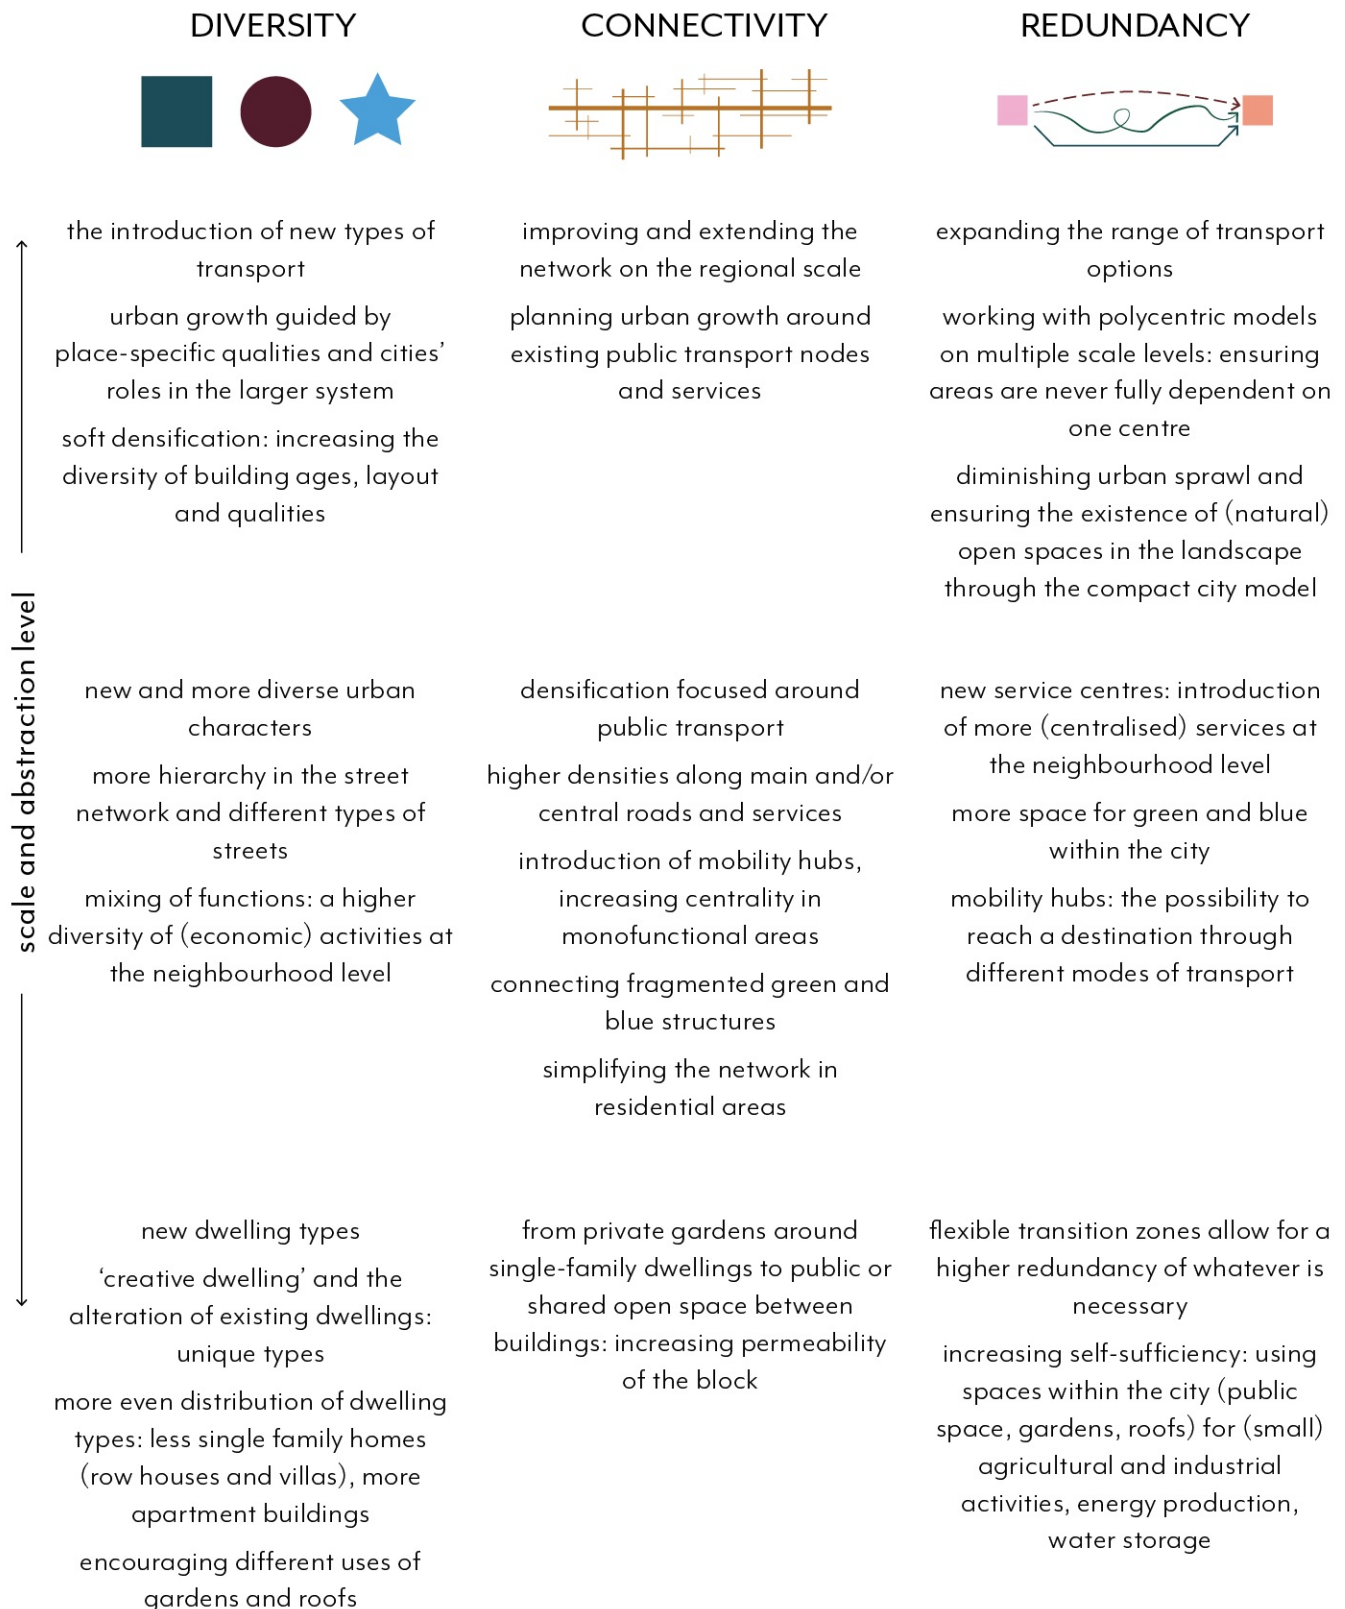 DIVERSITY
CONNECTIVITY
REDUNDANCY
scale and abstraction level
the introduction of new types of
transport
urban growth guided by
place-specific qualities and cities’
roles in the larger system
soft densification: increasing the
diversity of building ages, layout
and qualities
improving and extending the
network on the regional scale
planning urban growth around
existing public transport nodes
and services
expanding the range of transport
options
working with polycentric models
on multiple scale levels: ensuring
areas are never fully dependent on
one centre
diminishing urban sprawl and
ensuring the existence of (natural)
open spaces in the landscape
through the compact city model
new and more diverse urban
characters
more hierarchy in the street
network and different types of
streets
mixing of functions: a higher
diversity of (economic) activities at
the neighbourhood level
densification focused around
public transport
higher densities along main and/or
central roads and services
introduction of mobility hubs,
increasing centrality in
monofunctional areas
connecting fragmented green and
blue structures
simplifying the network in
residential areas
new service centres: introduction
of more (centralised) services at
the neighbourhood level
more space for green and blue
within the city
mobility hubs: the possibility to
reach a destination through
different modes of transport
new dwelling types
‘creative dwelling’ and the
alteration of existing dwellings:
unique types
more even distribution of dwelling
types: less single family homes
(row houses and villas), more
apartment buildings
encouraging different uses of
gardens and roofs
from private gardens around
single-family dwellings to public or
shared open space between
buildings: increasing permeability
of the block
flexible transition zones allow for a
higher redundancy of whatever is
necessary
increasing self-sufficiency: using
spaces within the city (public
space, gardens, roofs) for (small)
agricultural and industrial
activities, energy production,
water storage